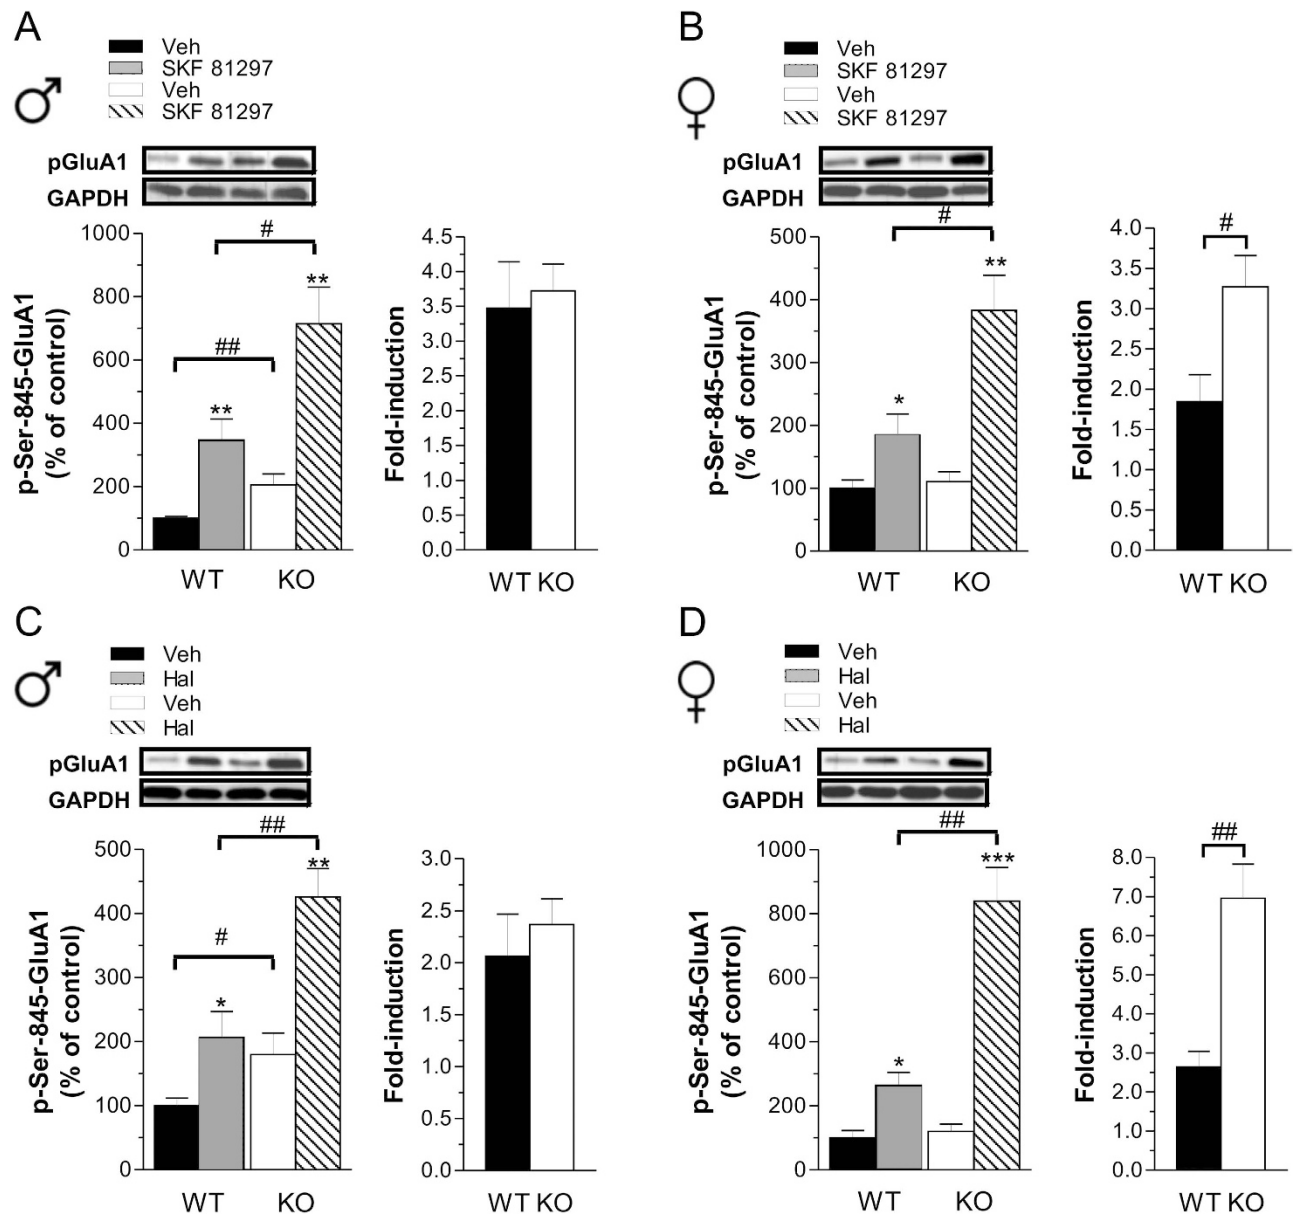 A
Veh
SKF 81297
Veh
SKF 81297
pGluA1
GAPDH
#
**
##
**
1000
800
600
400
200
0
p-Ser-845-GluA1
(% of control)
WT KO
4.5
4.0
3.5
3.0
2.5
2.0
1.5
1.0
0.5
0.0
Fold-induction
WT KO
B
Veh
SKF 81297
Veh
SKF 81297
pGluA1
GAPDH
#
**
*
500
400
300
200
100
0
p-Ser-845-GluA1
(% of control)
WT KO
#
4.0
3.5
3.0
2.5
2.0
1.5
1.0
0.5
0.0
Fold-induction
WT KO
C
Veh
Hal
Veh
Hal
pGluA1
GAPDH
##
**
#
*
500
400
300
200
100
0
p-Ser-845-GluA1
(% of control)
WT KO
3.0
2.5
2.0
1.5
1.0
0.5
0.0
Fold-induction
WT KO
D
Veh
Hal
Veh
Hal
pGluA1
GAPDH
##
***
*
1000
800
600
400
200
0
p-Ser-845-GluA1
(% of control)
WT KO
##
8.0
7.0
6.0
5.0
4.0
3.0
2.0
1.0
0.0
Fold-induction
WT KO